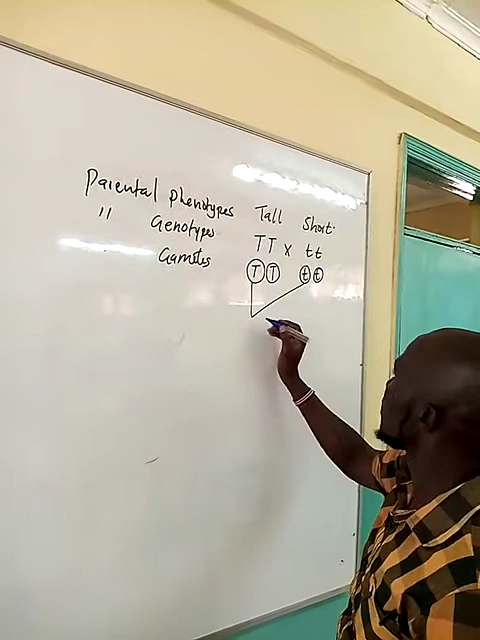 Parental Phenotypes Tall Short
" Genotypes TT x tt
Gametes T T t t